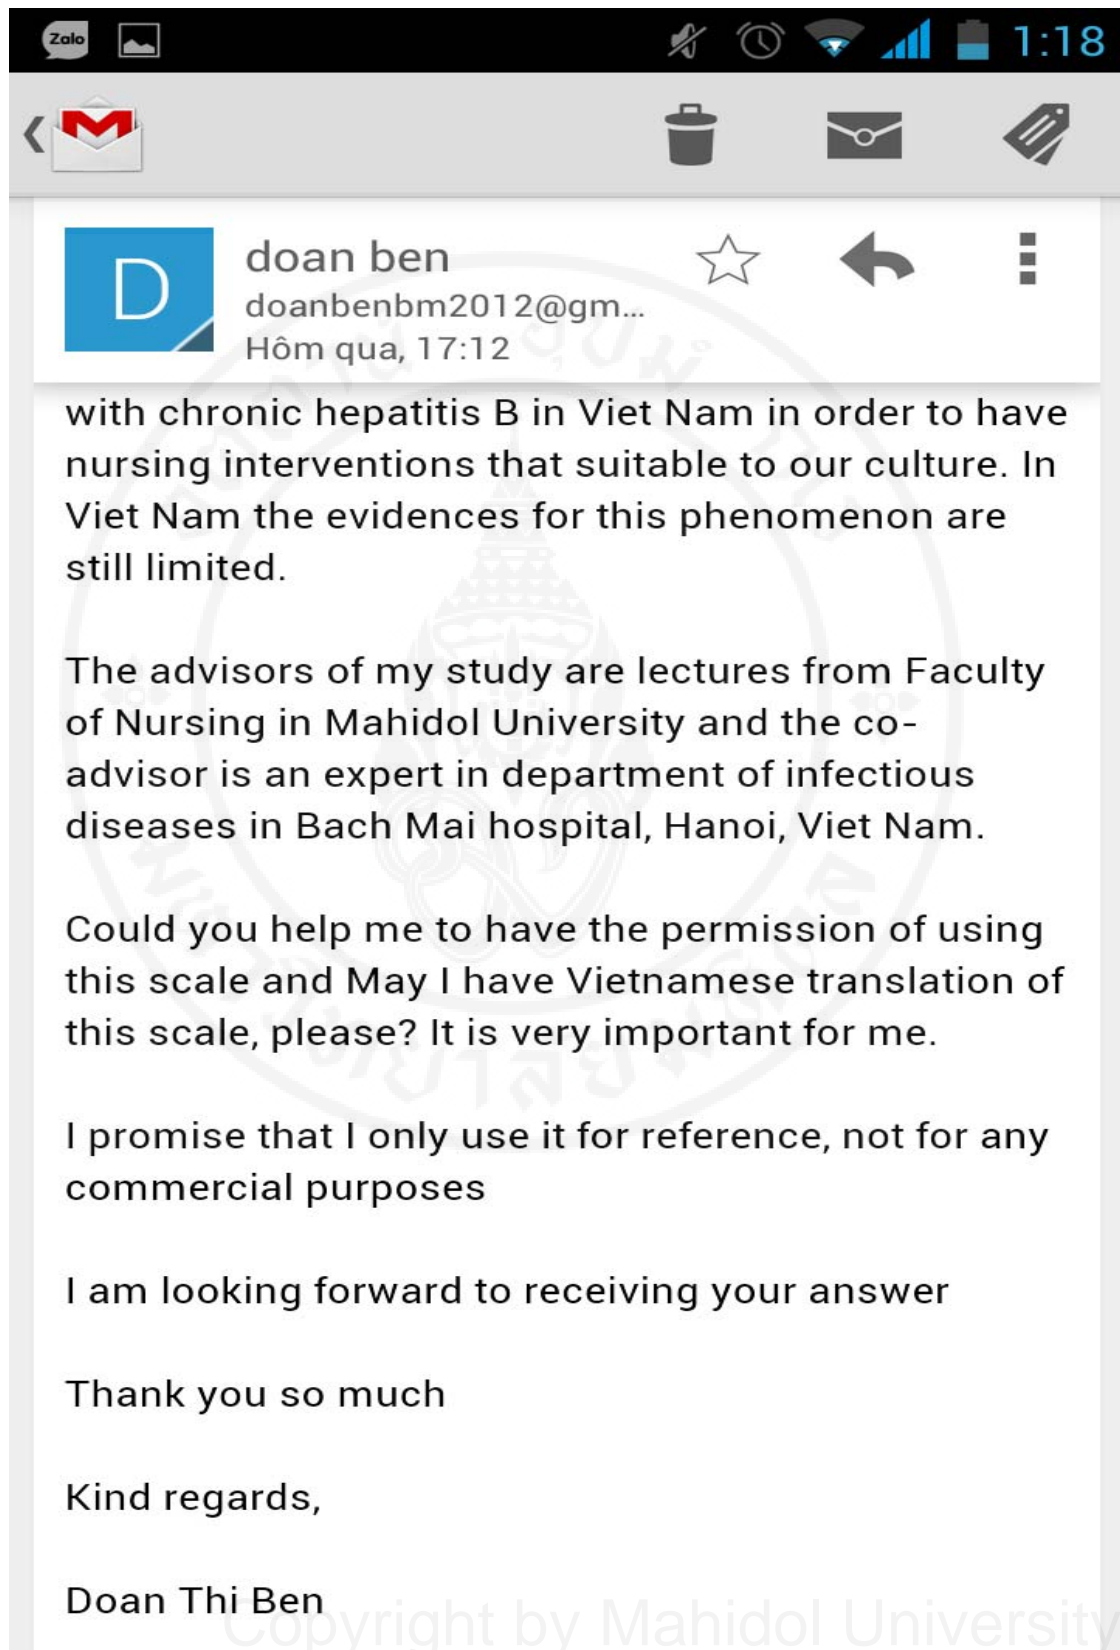 Zalo
1:18
D
doan ben
doanbenbm2012@gm...
Hôm qua, 17:12
with chronic hepatitis B in Viet Nam in order to have
nursing interventions that suitable to our culture. In
Viet Nam the evidences for this phenomenon are
still limited.
The advisors of my study are lectures from Faculty
of Nursing in Mahidol University and the co-
advisor is an expert in department of infectious
diseases in Bach Mai hospital, Hanoi, Viet Nam.
Could you help me to have the permission of using
this scale and May I have Vietnamese translation of
this scale, please? It is very important for me.
I promise that I only use it for reference, not for any
commercial purposes
I am looking forward to receiving your answer
Thank you so much
Kind regards,
Doan Thi Ben
Copyright by Mahidol University